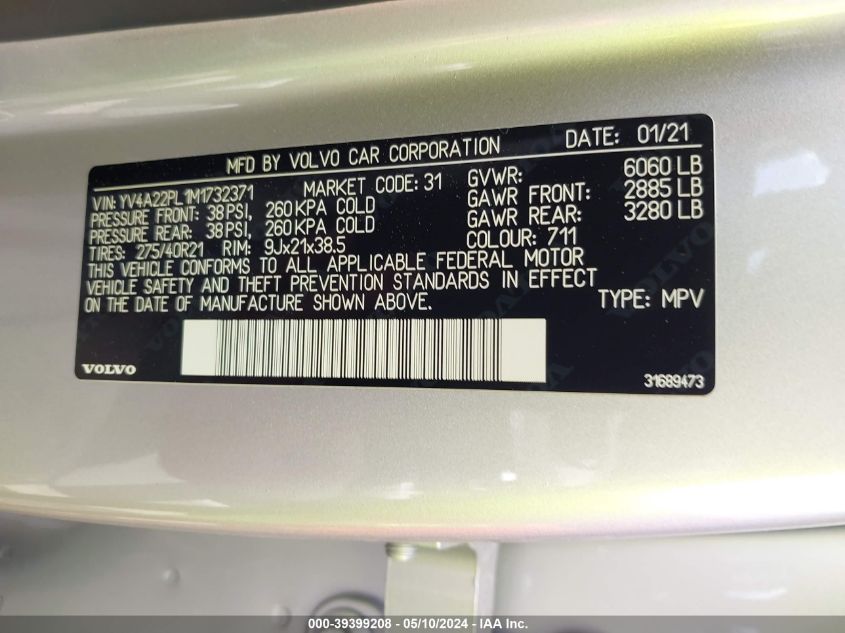 MFD BY VOLVO CAR CORPORATION DATE: 01/21
VIN: YV4A22PL1M1732371 MARKET CODE: 31 GVWR: 6060 LB
PRESSURE FRONT: 38 PSI, 260 KPA COLD GAWR FRONT: 2885 LB
PRESSURE REAR: 38 PSI, 260 KPA COLD GAWR REAR: 3280 LB
TIRES: 275/40R21 RIM: 9Jx21x38.5 COLOUR: 711
THIS VEHICLE CONFORMS TO ALL APPLICABLE FEDERAL MOTOR
VEHICLE SAFETY AND THEFT PREVENTION STANDARDS IN EFFECT
ON THE DATE OF MANUFACTURE SHOWN ABOVE. TYPE: MPV
VOLVO 31689473
000-39399208 - 05/10/2024 - IAA Inc.